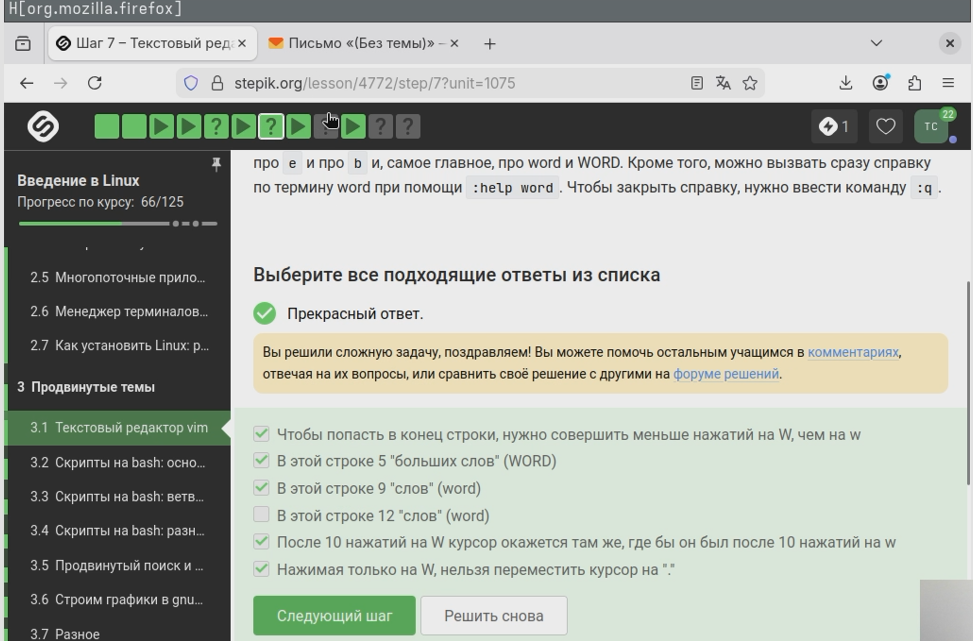 H[org.mozilla.firefox]
Шаг 7 – Текстовый реда
Письмо «(Без темы)» –
stepik.org/lesson/4772/step/7?unit=1075
? ? ? ? ?
1
TC
22
Введение в Linux
Прогресс по курсу: 66/125
2.5 Многопоточные прило…
2.6 Менеджер терминалов…
2.7 Как установить Linux: р…
3 Продвинутые темы
3.1 Текстовый редактор vim
3.2 Скрипты на bash: осно…
3.3 Скрипты на bash: ветв…
3.4 Скрипты на bash: разн…
3.5 Продвинутый поиск и …
3.6 Строим графики в gnu…
3.7 Разное
про e и про b и, самое главное, про word и WORD. Кроме того, можно вызвать сразу справку
по термину word при помощи :help word . Чтобы закрыть справку, нужно ввести команду :q .
Выберите все подходящие ответы из списка
Прекрасный ответ.
Вы решили сложную задачу, поздравляем! Вы можете помочь остальным учащимся в комментариях,
отвечая на их вопросы, или сравнить своё решение с другими на форуме решений.
Чтобы попасть в конец строки, нужно совершить меньше нажатий на W, чем на w
В этой строке 5 "больших слов" (WORD)
В этой строке 9 "слов" (word)
В этой строке 12 "слов" (word)
После 10 нажатий на W курсор окажется там же, где бы он был после 10 нажатий на w
Нажимая только на W, нельзя переместить курсор на "."
Следующий шаг
Решить снова